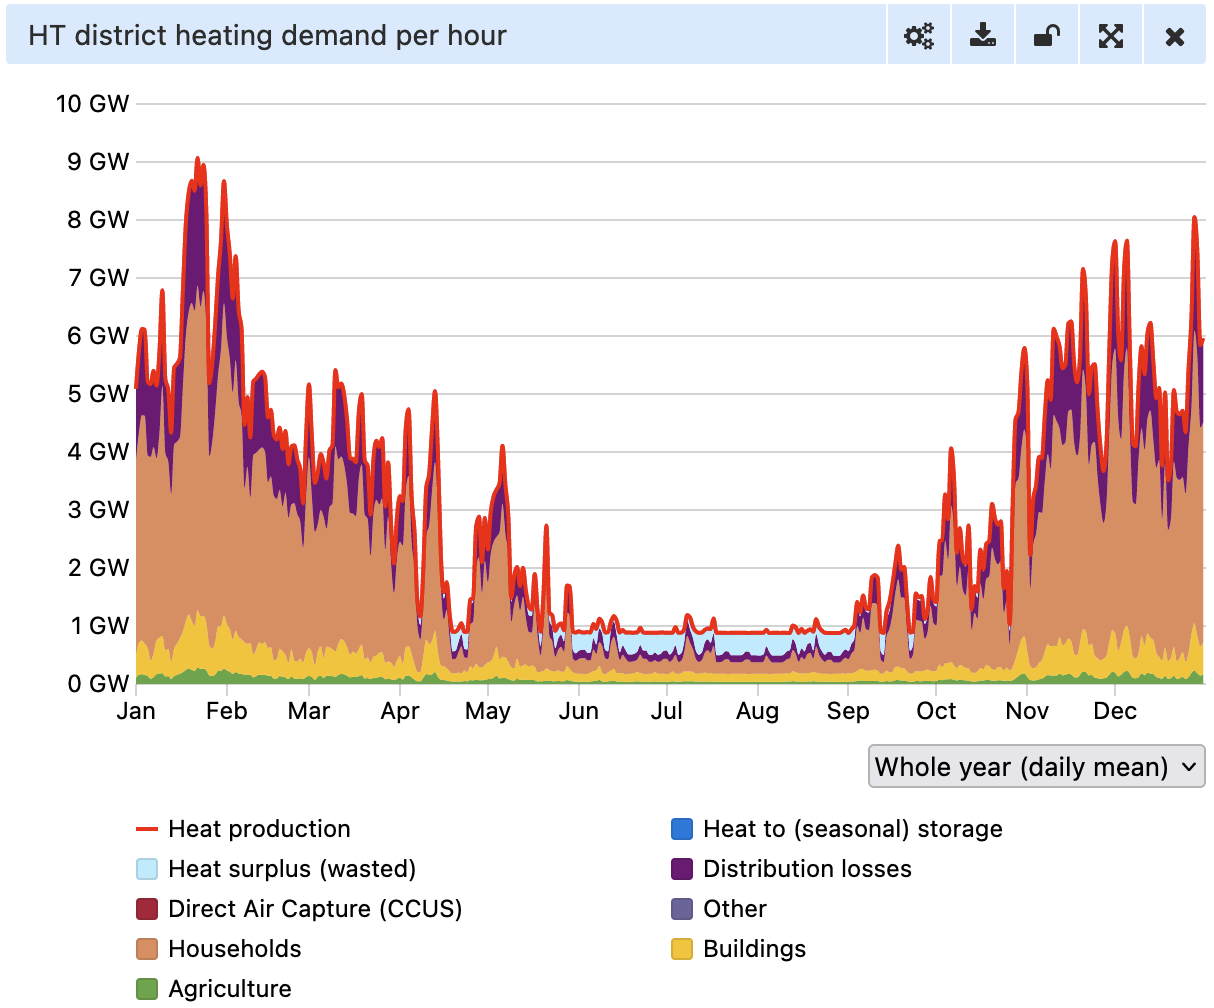 HT district heating demand per hour
10 GW
9 GW
8 GW
7 GW
6 GW
5 GW
4 GW
3 GW
2 GW
1 GW
0 GW
Jan Feb Mar Apr May Jun Jul Aug Sep Oct Nov Dec
Whole year (daily mean)
Heat production
Heat to (seasonal) storage
Heat surplus (wasted)
Distribution losses
Direct Air Capture (CCUS)
Other
Households
Buildings
Agriculture